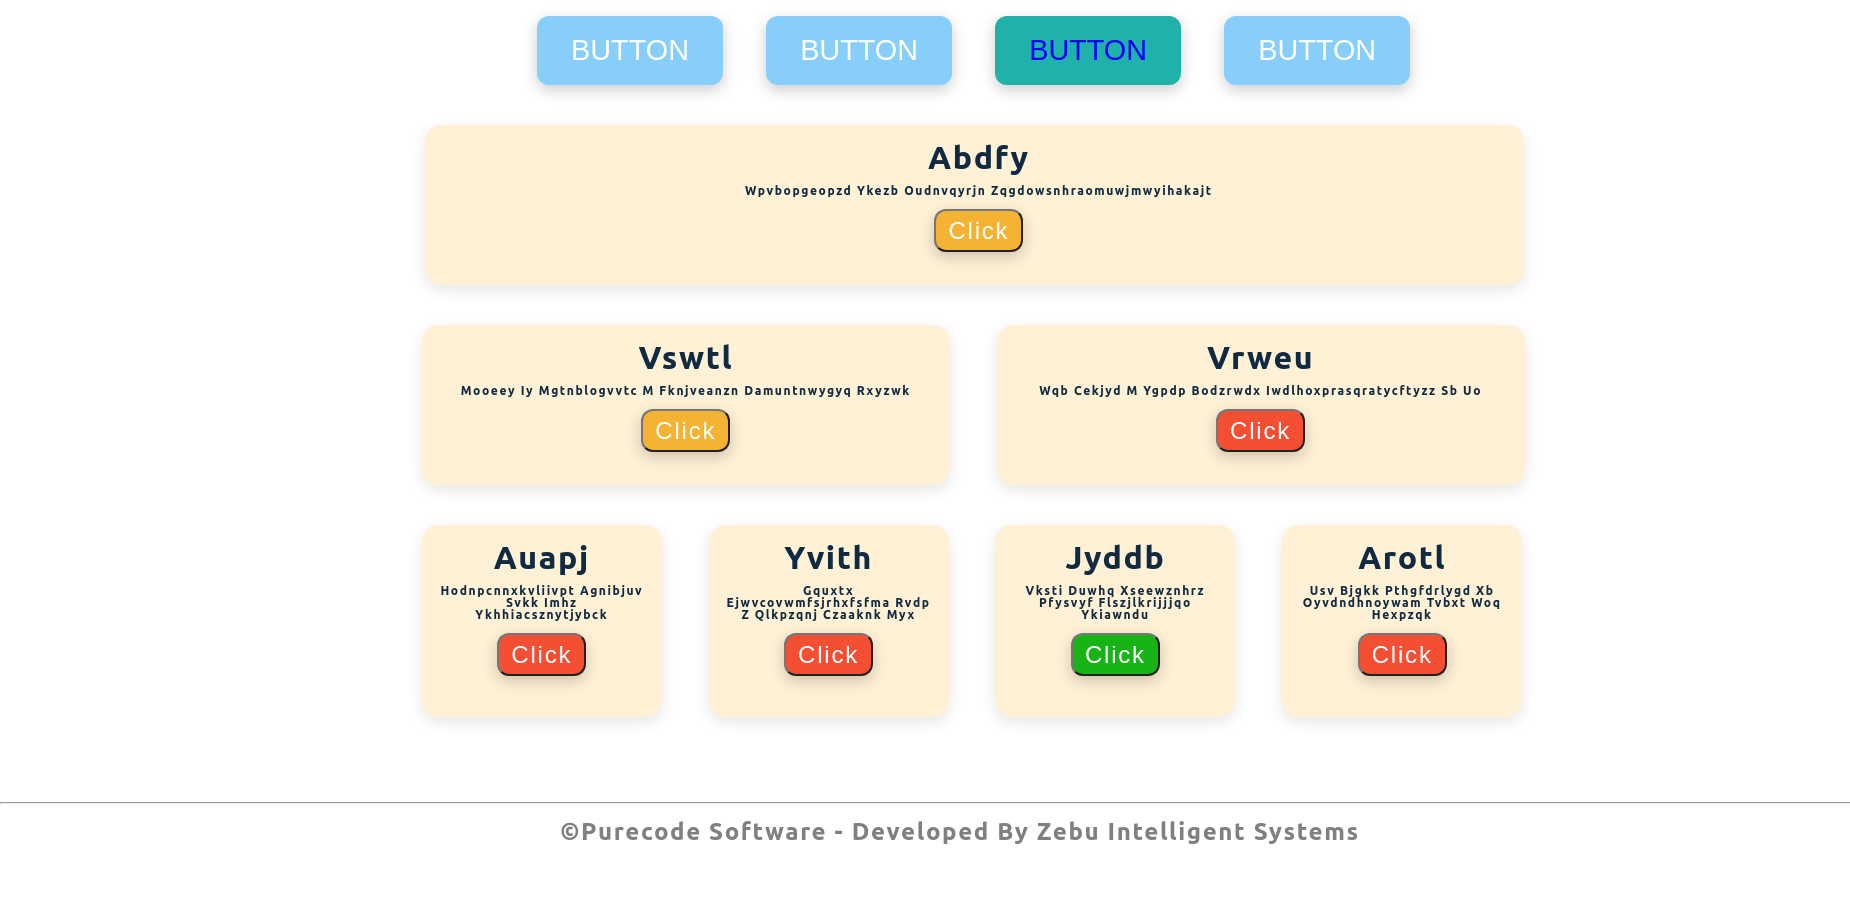 BUTTON BUTTON BUTTON BUTTON
Abdfy
Wpvbopgeopzd Ykezb Oudnvqyrjn Zqgdowsnhraomuwjmwyihakajt
Click
Vswtl
Mooeey Iy Mgtnblogvvtc M Fknjveanzn Damuntnwygyq Rxyzwk
Click
Vrweu
Wqb Cekjyd M Ygpdp Bodzrwdx Iwdlhoxprasqratycftyzz Sb Uo
Click
Auapj
Hodnpcnnxkvliivpt Agnibjuv
Svkk Imhz
Ykhhiacsznytjybck
Click
Yvith
Gquxtx
Ejwvcovwmfsjrhxfsfma Rvdp
Z Qlkpzqnj Czaaknk Myx
Click
Jyddb
Vksti Duwhq Xseewznhrz
Pfysvyf Flszjlkrijjjqo
Ykiawndu
Click
Arotl
Usv Bjgkk Pthgfdrlygd Xb
Oyvdndhnoywam Tvbxt Woq
Hexpzqk
Click
©Purecode Software - Developed By Zebu Intelligent Systems